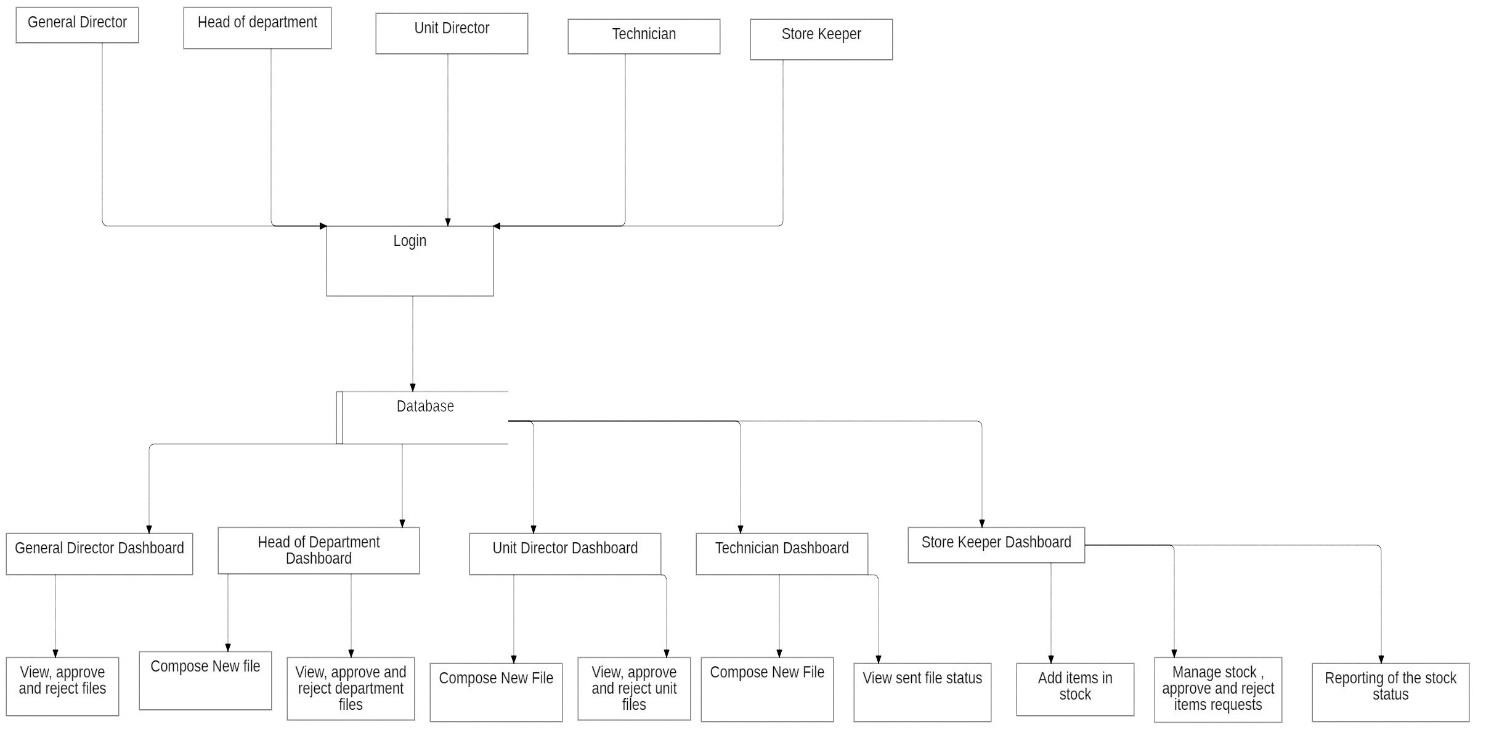 General Director
Head of department
Unit Director
Technician
Store Keeper
Login
Database
General Director Dashboard
Head of Department
Dashboard
Unit Director Dashboard
Technician Dashboard
Store Keeper Dashboard
View, approve
and reject files
Compose New file
View, approve and
reject department
files
Compose New File
View, approve
and reject unit
files
Compose New File
View sent file status
Add items in
stock
Manage stock ,
approve and reject
items requests
Reporting of the stock
status